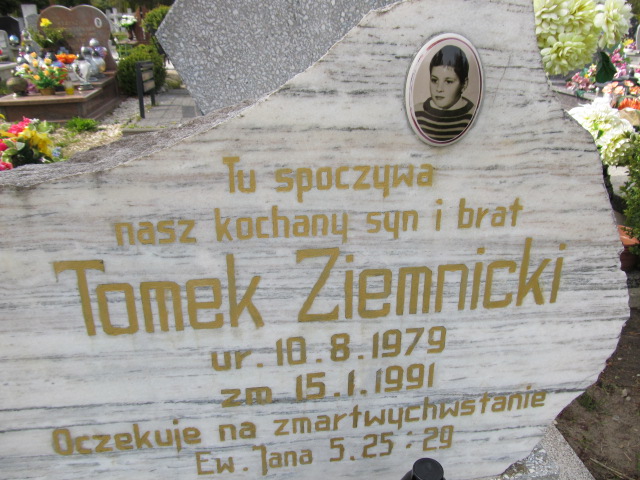 Tu spoczywa
nasz kochany syn i brat
Tomek Ziemnicki
ur. 10.8.1979
zm 15.1.1991
Oczekuje na zmartwychwstanie
Ew. Jana 5.25:29